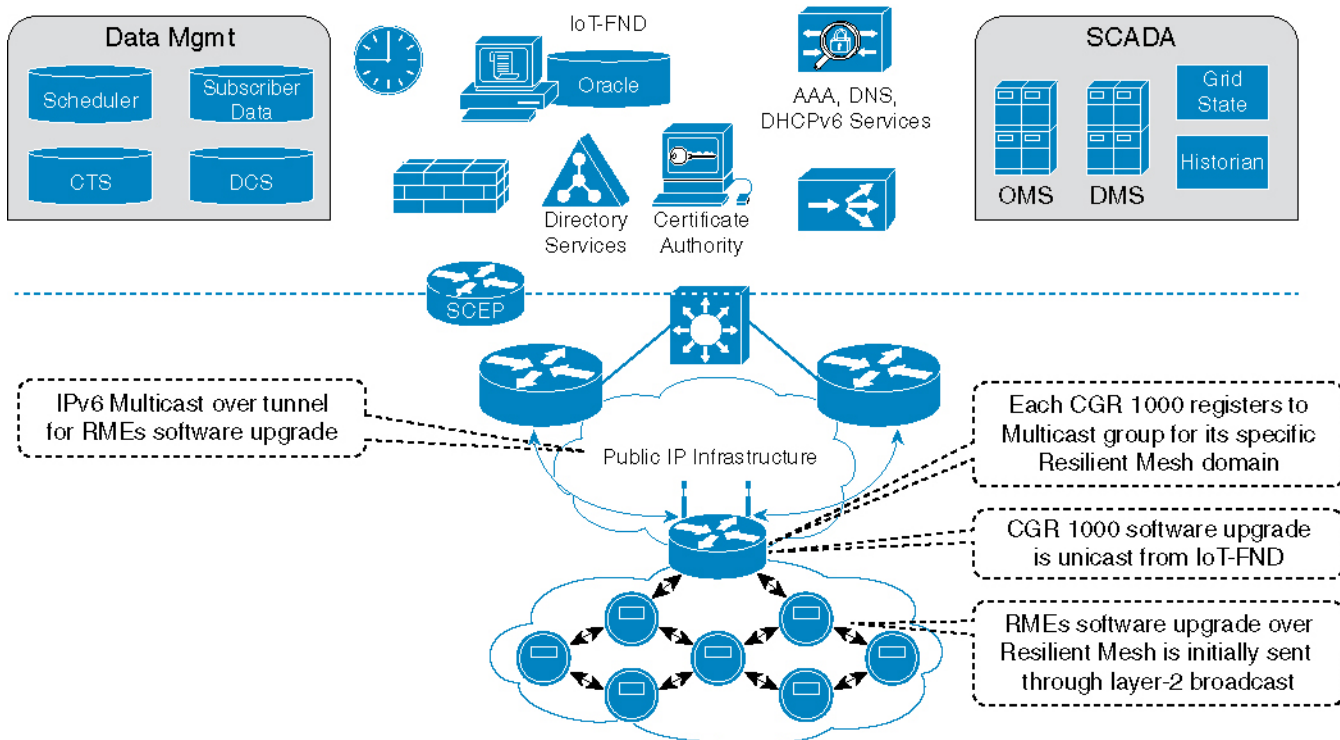 Data Mgmt
Scheduler
Subscriber
Data
CTS
DCS
IoT-FND
Oracle
AAA, DNS,
DHCPv6 Services
Directory
Services
Certificate
Authority
SCADA
OMS
DMS
Grid
State
Historian
SCEP
IPv6 Multicast over tunnel
for RMEs software upgrade
Public IP Infrastructure
Each CGR 1000 registers to
Multicast group for its specific
Resilient Mesh domain
CGR 1000 software upgrade
is unicast from IoT-FND
RMEs software upgrade over
Resilient Mesh is initially sent
through layer-2 broadcast